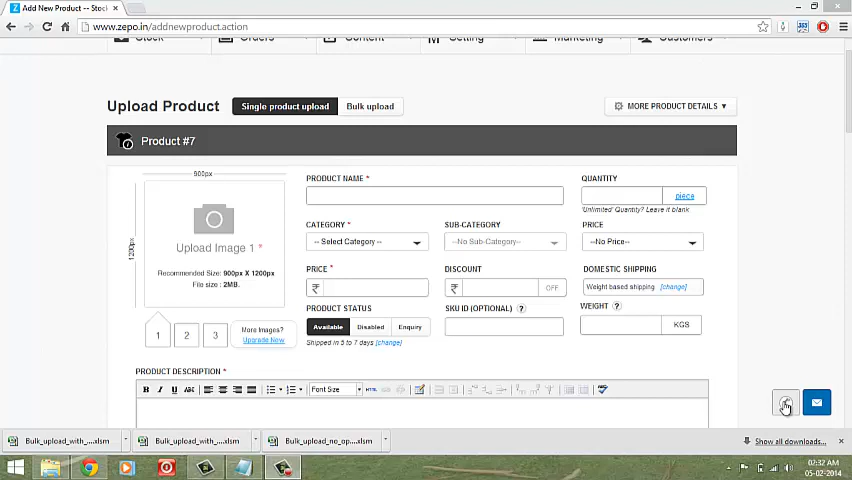 Add New Product -- Stock
www.zepo.in/addnewproduct.action
Stock Orders Content Setting Marketing Customers
Upload Product Single product upload Bulk upload MORE PRODUCT DETAILS ▼
Product #7
900px
1200px
Upload Image 1 *
Recommended Size: 900px X 1200px
File size : 2MB.
1 2 3
More Images?
Upgrade Now
PRODUCT NAME *
QUANTITY
piece
'Unlimited' Quantity? Leave it blank
CATEGORY * SUB-CATEGORY PRICE
-- Select Category -- --No Sub-Category-- --No Price--
PRICE * DISCOUNT DOMESTIC SHIPPING
₹ ₹ OFF Weight based shipping [change]
PRODUCT STATUS SKU ID (OPTIONAL) ? WEIGHT ?
Available Disabled Enquiry KGS
Shipped in 5 to 7 days [change]
PRODUCT DESCRIPTION *
B I U ABC Font Size HTML
Bulk_upload_with_....xlsm Bulk_upload_with_....xlsm Bulk_upload_no_op....xlsm Show all downloads...
02:32 AM
05-02-2014